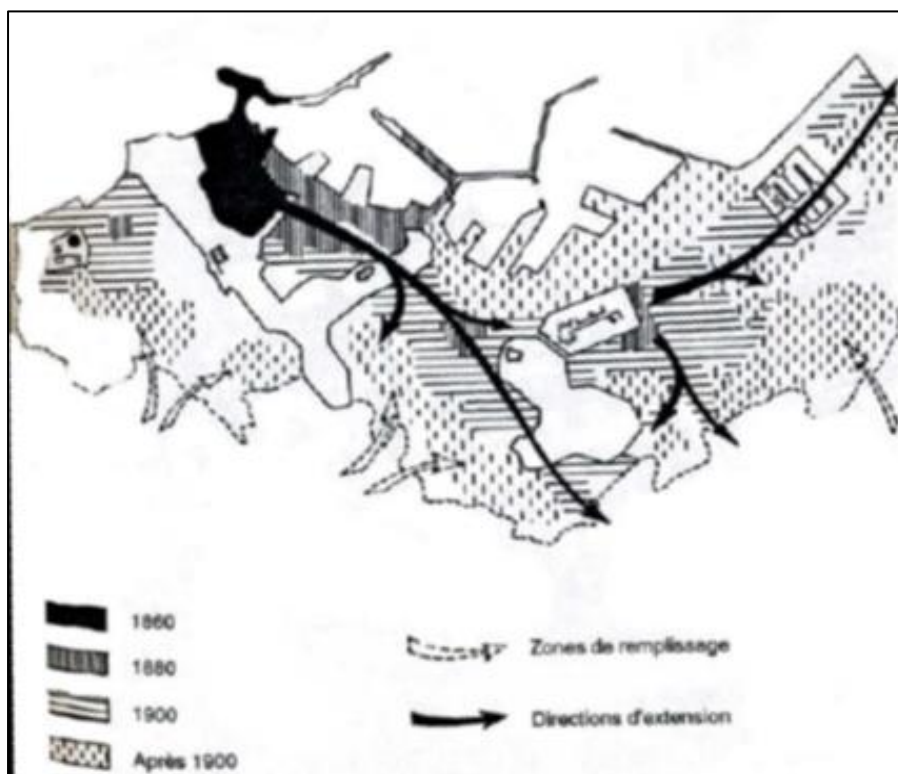 1860
1880
1900
Après 1900
Zones de remplissage
Directions d'extension